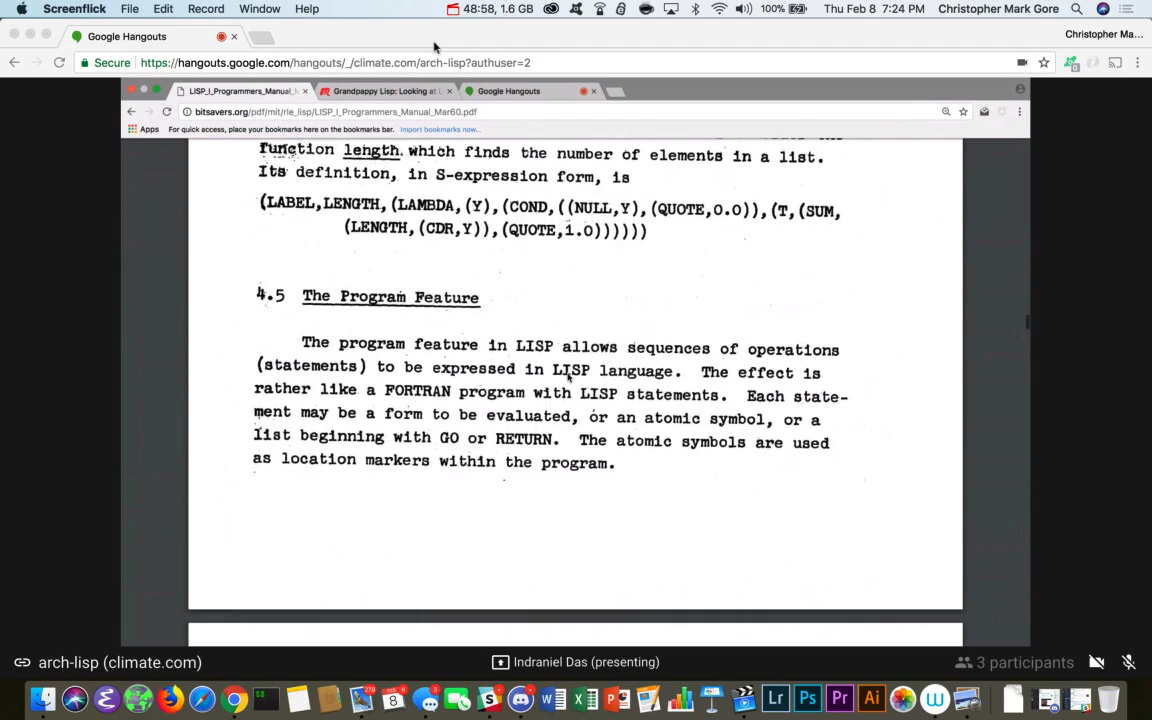 Screenflick File Edit Record Window Help 48:58, 1.6 GB 100% Thu Feb 8 7:24 PM Christopher Mark Gore
Google Hangouts Christopher Ma...
Secure https://hangouts.google.com/hangouts/_/climate.com/arch-lisp?authuser=2
LISP_I_Programmers_Manual_M Grandpappy Lisp: Looking at L Google Hangouts
bitsavers.org/pdf/mit/rle_lisp/LISP_I_Programmers_Manual_Mar60.pdf
Apps For quick access, place your bookmarks here on the bookmarks bar. Import bookmarks now...
function length which finds the number of elements in a list.
Its definition, in S-expression form, is
(LABEL,LENGTH,(LAMBDA,(Y),(COND,((NULL,Y),(QUOTE,0.0)),(T,(SUM,
(LENGTH,(CDR,Y)),(QUOTE,1.0))))))
4.5 The Program Feature
The program feature in LISP allows sequences of operations
(statements) to be expressed in LISP language. The effect is
rather like a FORTRAN program with LISP statements. Each state-
ment may be a form to be evaluated, or an atomic symbol, or a
list beginning with GO or RETURN. The atomic symbols are used
as location markers within the program.
arch-lisp (climate.com) Indraniel Das (presenting) 3 participants
278 8 3 Lr Ps Pr Ai